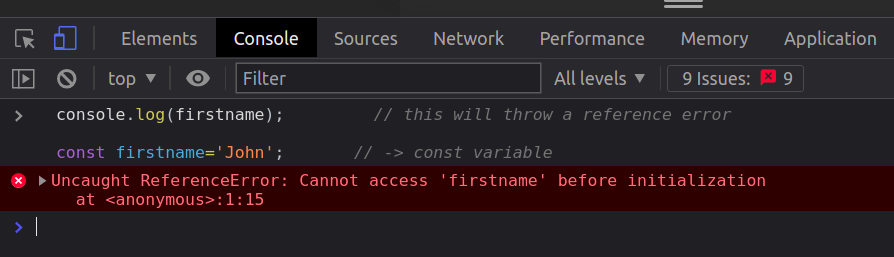 Elements Console Sources Network Performance Memory Application
top Filter All levels 9 Issues: 9
console.log(firstname); // this will throw a reference error
const firstname='John'; // -> const variable
Uncaught ReferenceError: Cannot access 'firstname' before initialization
at <anonymous>:1:15